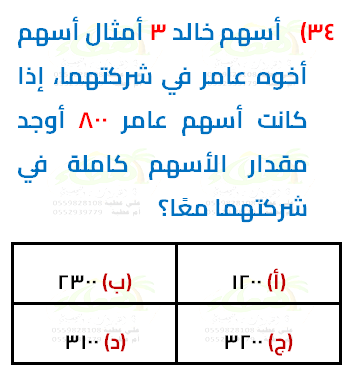 ٣٤) أسهم خالد ٣ أمثال أسهم
أخوه عامر في شركتهما، إذا
كانت أسهم عامر ٨٠٠ أوجد
مقدار الأسهم كاملة في
شركتهما معًا؟
(أ) ١٢٠٠
(ب) ٢٣٠٠
(ج) ٣٢٠٠
(د) ٣١٠٠